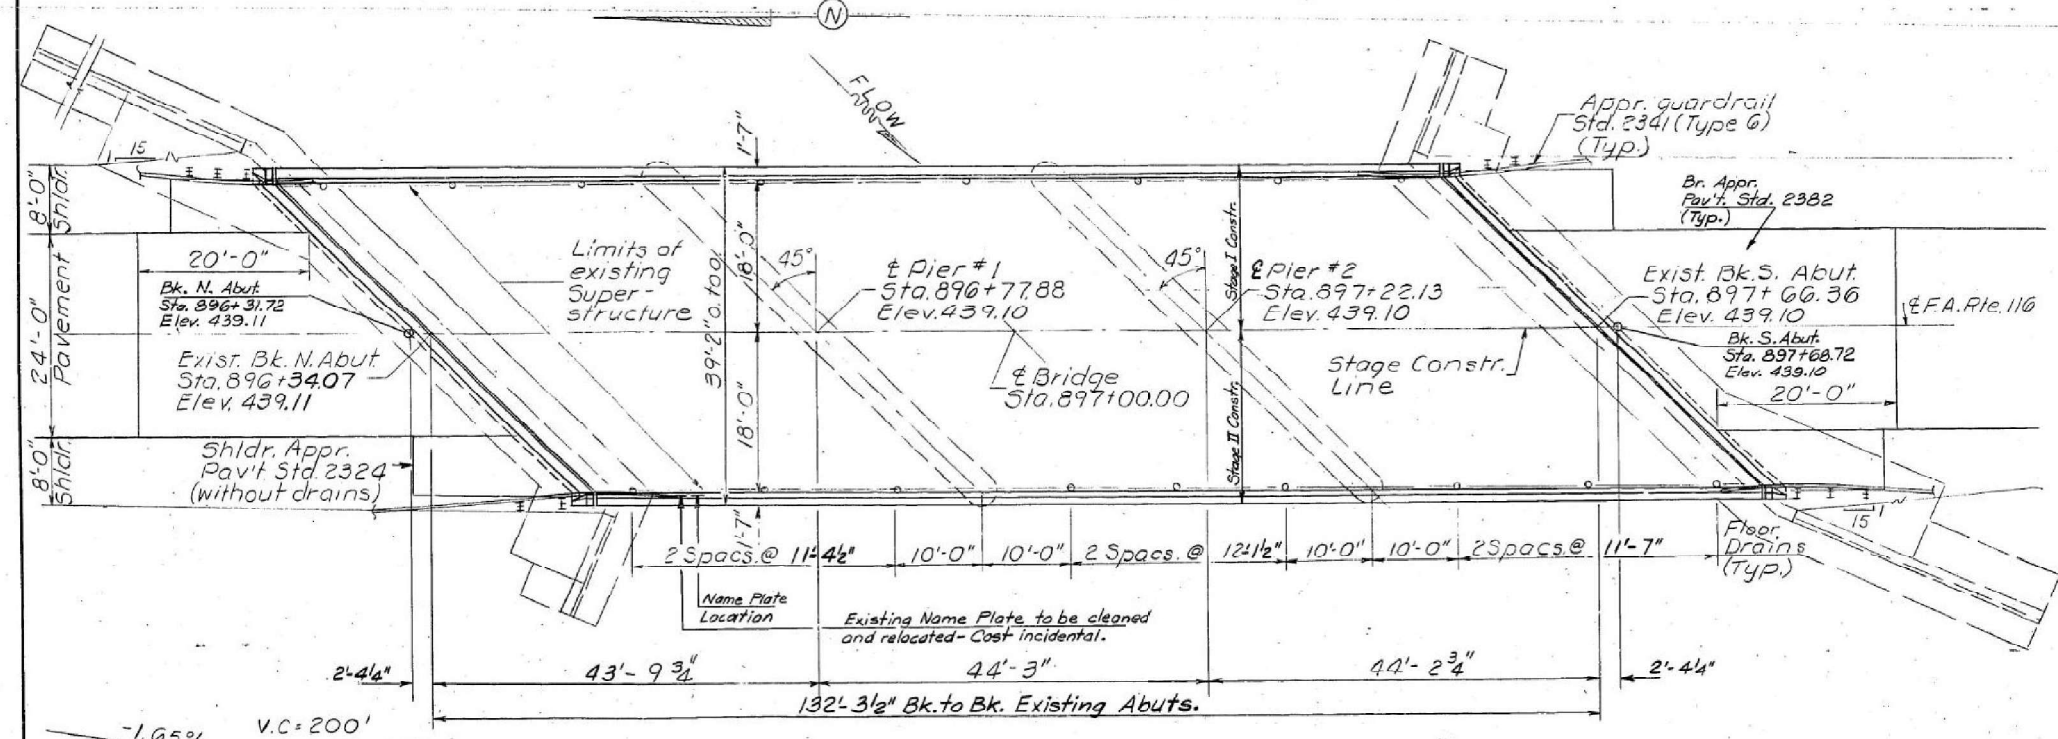 N
FLOW
Appr. guardrail
Std. 2341 (Type 6)
(Typ.)
15
1
1'-7"
8'-0"
Shldr.
Br. Appr.
Pav't. Std. 2382
(Typ.)
20'-0"
Bk. N. Abut.
Sta. 896+31.72
Elev. 439.11
Limits of
existing
Super-
structure
39'-2" o. to o.
18'-0"
45°
℄ Pier #1
Sta. 896+77.88
Elev. 439.10
Stage I Constr.
45°
℄ Pier #2
Sta. 897+22.13
Elev. 439.10
Exist. Bk. S. Abut.
Sta. 897+66.36
Elev. 439.10
℄ F.A. Rte. 116
24'-0"
Pavement
Exist. Bk. N. Abut.
Sta. 896+34.07
Elev. 439.11
℄ Bridge
Sta. 897+00.00
Stage Constr.
Line
Bk. S. Abut.
Sta. 897+68.72
Elev. 439.10
20'-0"
18'-0"
Stage II Constr.
8'-0"
Shldr.
Shldr. Appr.
Pav't Std. 2324
(without drains)
1'-7"
15
1
Floor
Drains
(Typ.)
2 Spacs. @ 11'-4½" 10'-0" 10'-0" 2 Spacs. @ 12'-1½" 10'-0" 10'-0" 2 Spacs. @ 11'-7"
Name Plate
Location
Existing Name Plate to be cleaned
and relocated - Cost incidental.
2'-4¼" 43'-9¾" 44'-3" 44'-2¾" 2'-4¼"
132'-3½" Bk. to Bk. Existing Abuts.
-1.65%
V.C. = 200'